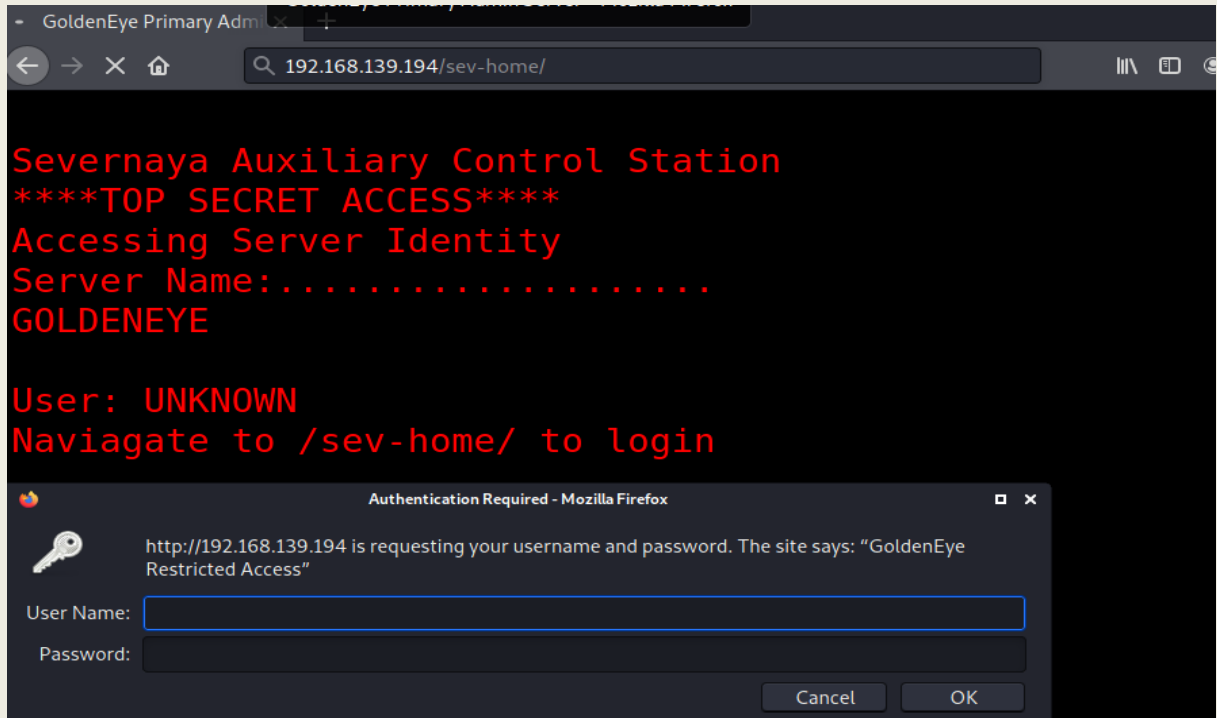 GoldenEye Primary Admi
192.168.139.194/sev-home/
Severnaya Auxiliary Control Station
****TOP SECRET ACCESS****
Accessing Server Identity
Server Name:....................
GOLDENEYE
User: UNKNOWN
Naviagate to /sev-home/ to login
Authentication Required - Mozilla Firefox
http://192.168.139.194 is requesting your username and password. The site says: “GoldenEye
Restricted Access”
User Name:
Password:
Cancel OK